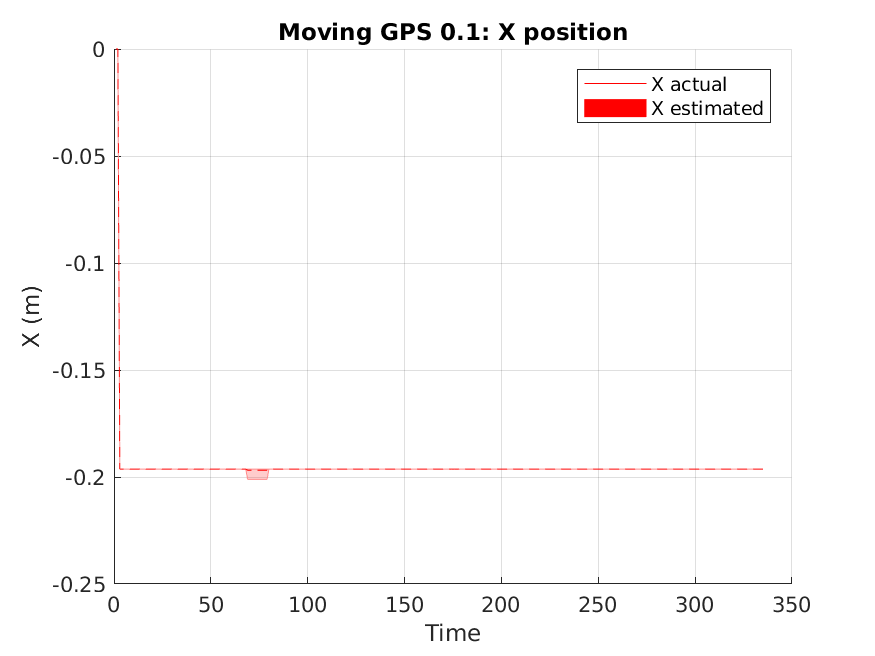 Moving GPS 0.1: X position
X actual
X estimated
0
-0.05
-0.1
-0.15
-0.2
-0.25
X (m)
0 50 100 150 200 250 300 350
Time